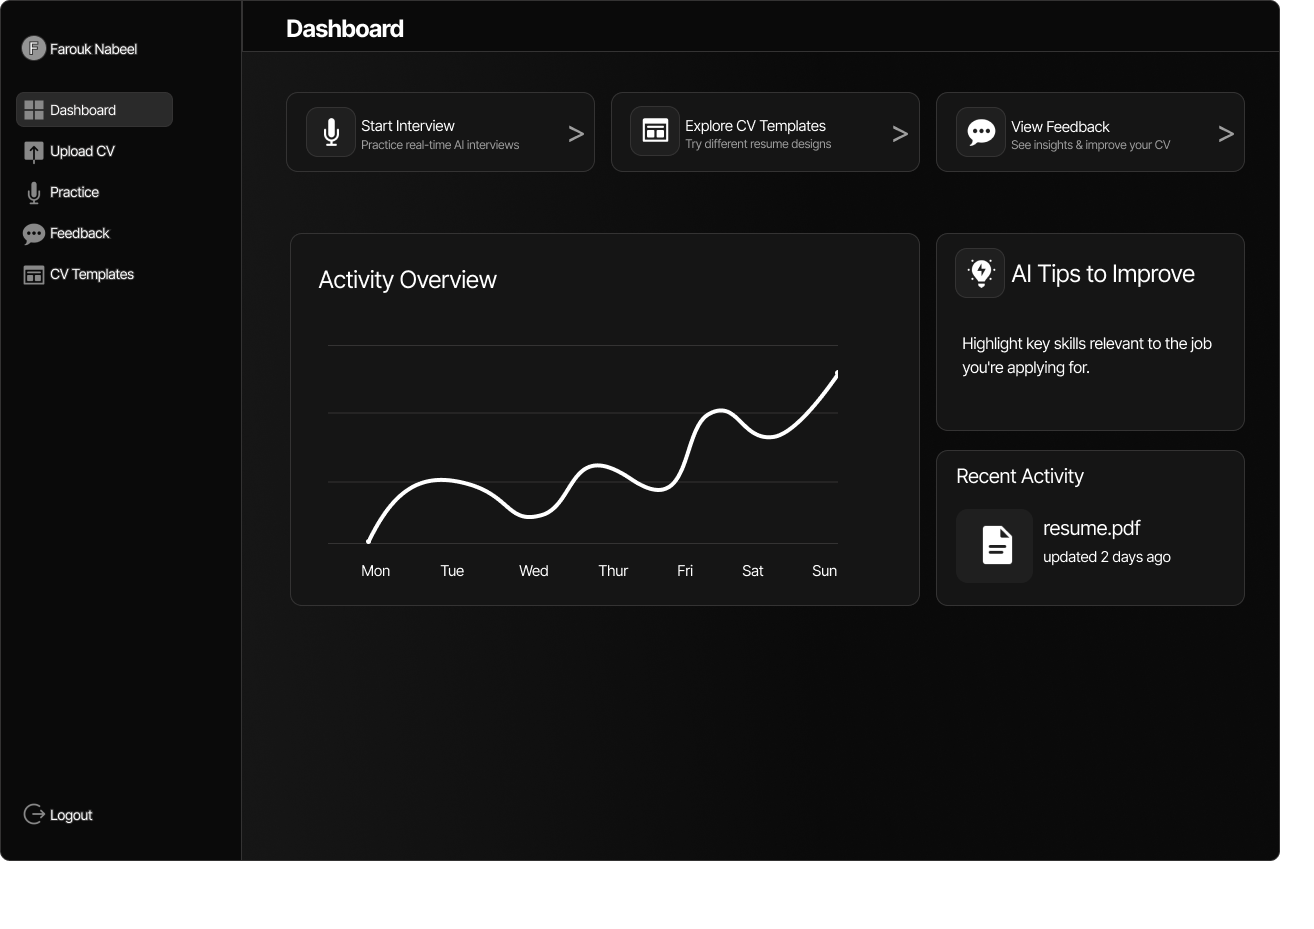 F Farouk Nabeel
Dashboard
Upload CV
Practice
Feedback
CV Templates
Logout
Dashboard
Start Interview
Practice real-time AI interviews
>
Explore CV Templates
Try different resume designs
>
View Feedback
See insights & improve your CV
>
Activity Overview
Mon Tue Wed Thur Fri Sat Sun
AI Tips to Improve
Highlight key skills relevant to the job
you're applying for.
Recent Activity
resume.pdf
updated 2 days ago